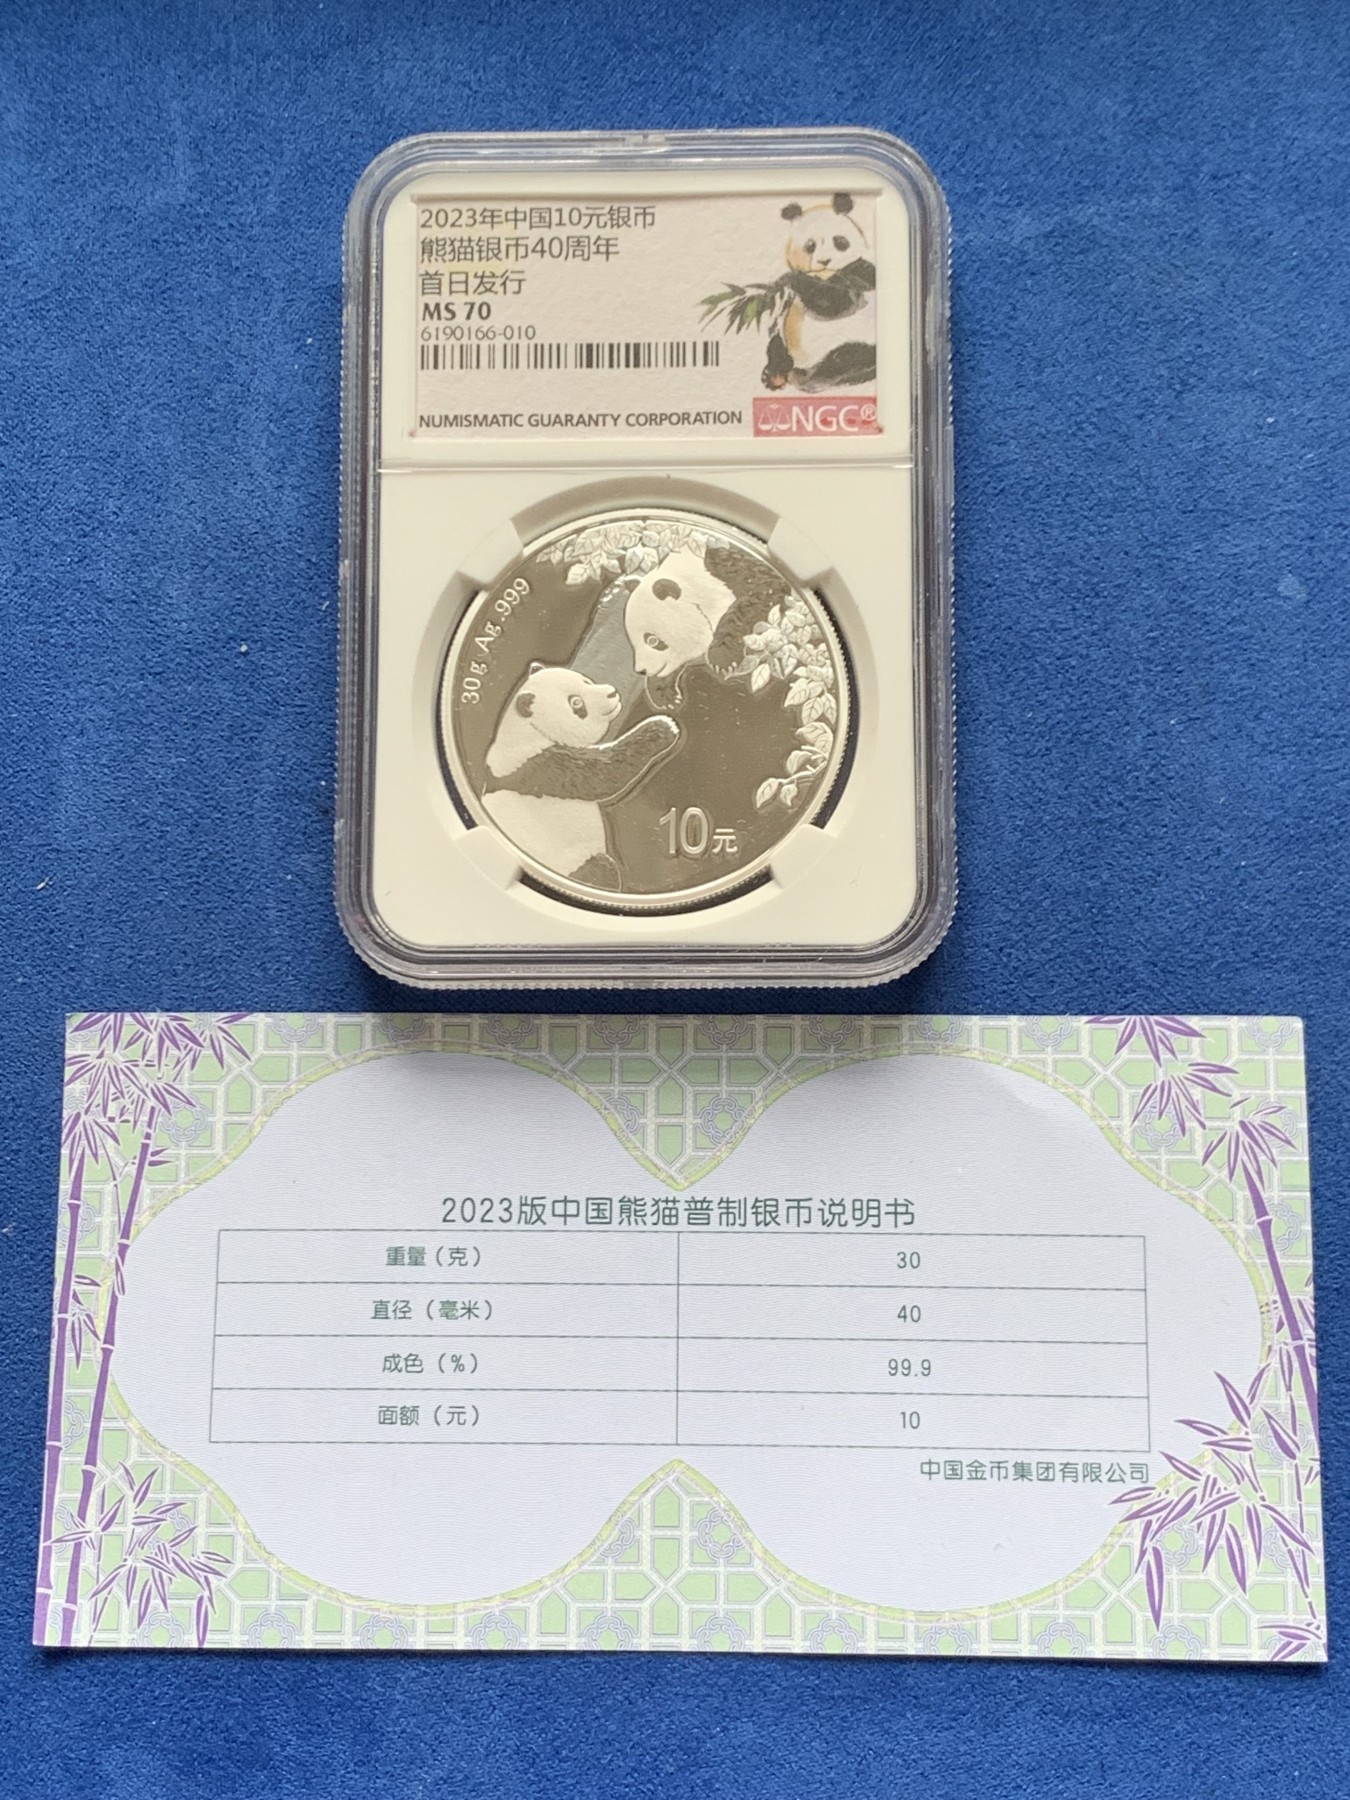 2023年中国10元银币
熊猫银币40周年
首日发行
MS 70
6190166-010
NUMISMATIC GUARANTY CORPORATION
NGC®
30g Ag .999
10元
2023版中国熊猫普制银币说明书
重量（克） 30
直径（毫米） 40
成色（%） 99.9
面额（元） 10
中国金币集团有限公司